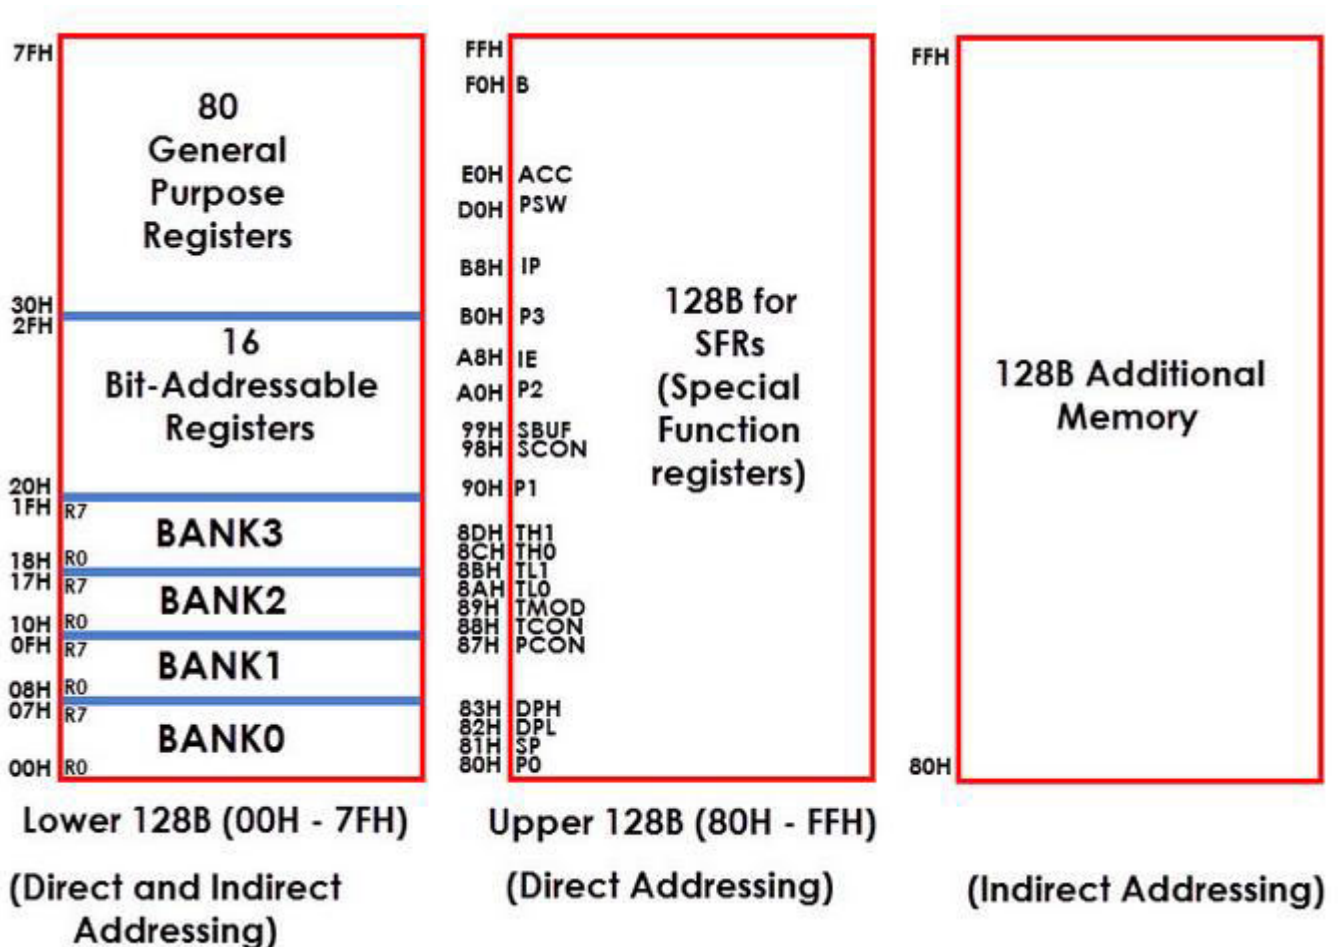 7FH
80
General
Purpose
Registers
30H
2FH
16
Bit-Addressable
Registers
20H
1FH R7
BANK3
18H R0
17H R7
BANK2
10H R0
0FH R7
BANK1
08H R0
07H R7
BANK0
00H R0
Lower 128B (00H - 7FH)
(Direct and Indirect
Addressing)
FFH
F0H B
E0H ACC
D0H PSW
B8H IP
B0H P3
A8H IE
A0H P2
99H SBUF
98H SCON
90H P1
8DH TH1
8CH TH0
8BH TL1
8AH TL0
89H TMOD
88H TCON
87H PCON
83H DPH
82H DPL
81H SP
80H P0
128B for
SFRs
(Special
Function
registers)
Upper 128B (80H - FFH)
(Direct Addressing)
FFH
128B Additional
Memory
80H
(Indirect Addressing)